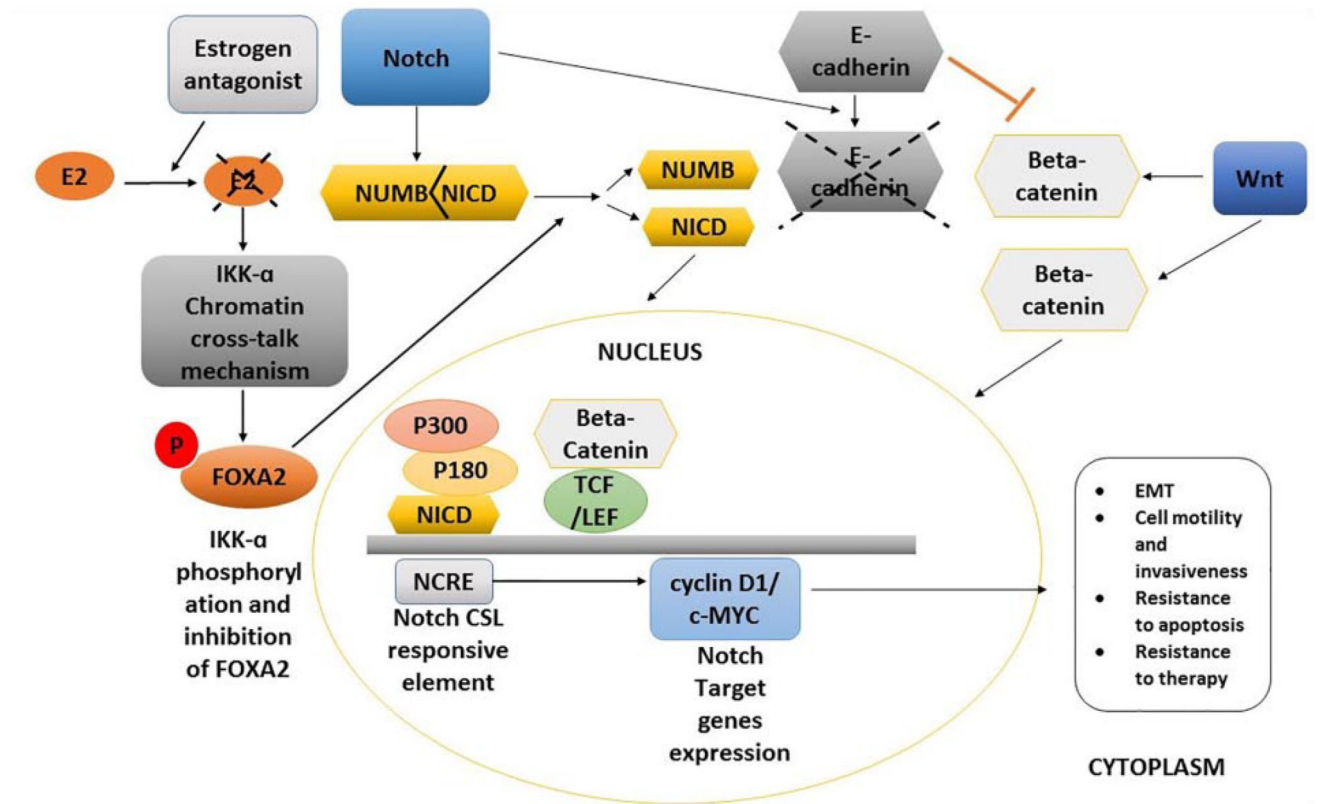 Estrogen
antagonist
Notch
E-
cadherin
E2
E2
NUMB
NICD
NUMB
NICD
E-
cadherin
Beta-
catenin
Wnt
Beta-
catenin
IKK-α
Chromatin
cross-talk
mechanism
P
FOXA2
IKK-α
phosphoryl
ation and
inhibition
of FOXA2
NUCLEUS
P300
P180
NICD
Beta-
Catenin
TCF
/LEF
NCRE
Notch CSL
responsive
element
cyclin D1/
c-MYC
Notch
Target
genes
expression
• EMT
• Cell motility
and
invasiveness
• Resistance
to apoptosis
• Resistance
to therapy
CYTOPLASM